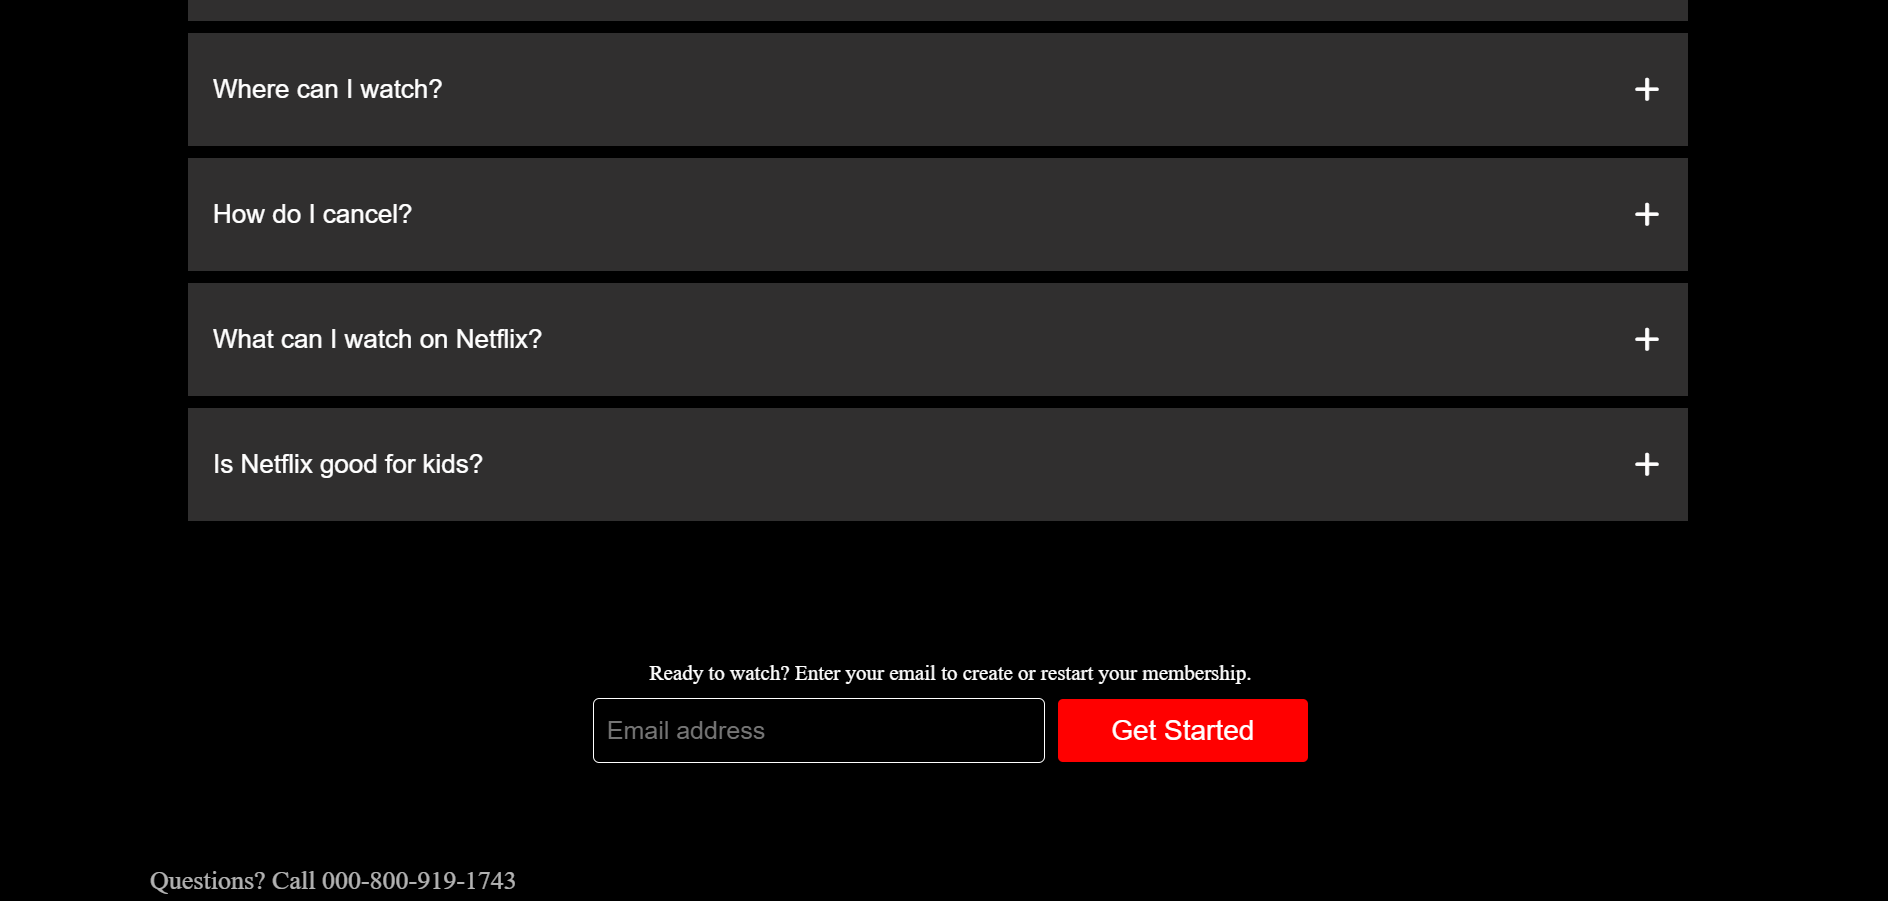 Where can I watch?
How do I cancel?
What can I watch on Netflix?
Is Netflix good for kids?
Ready to watch? Enter your email to create or restart your membership.
Email address
Get Started
Questions? Call 000-800-919-1743